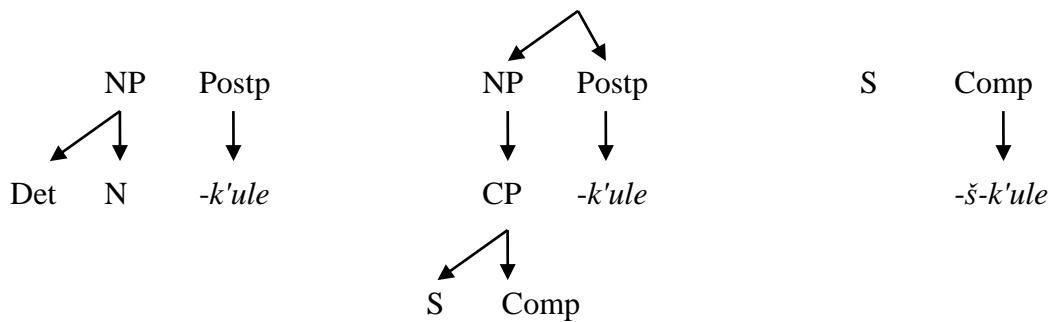 NP Postp NP Postp S Comp
Det N -k'ule CP -k'ule -š-k'ule
S Comp